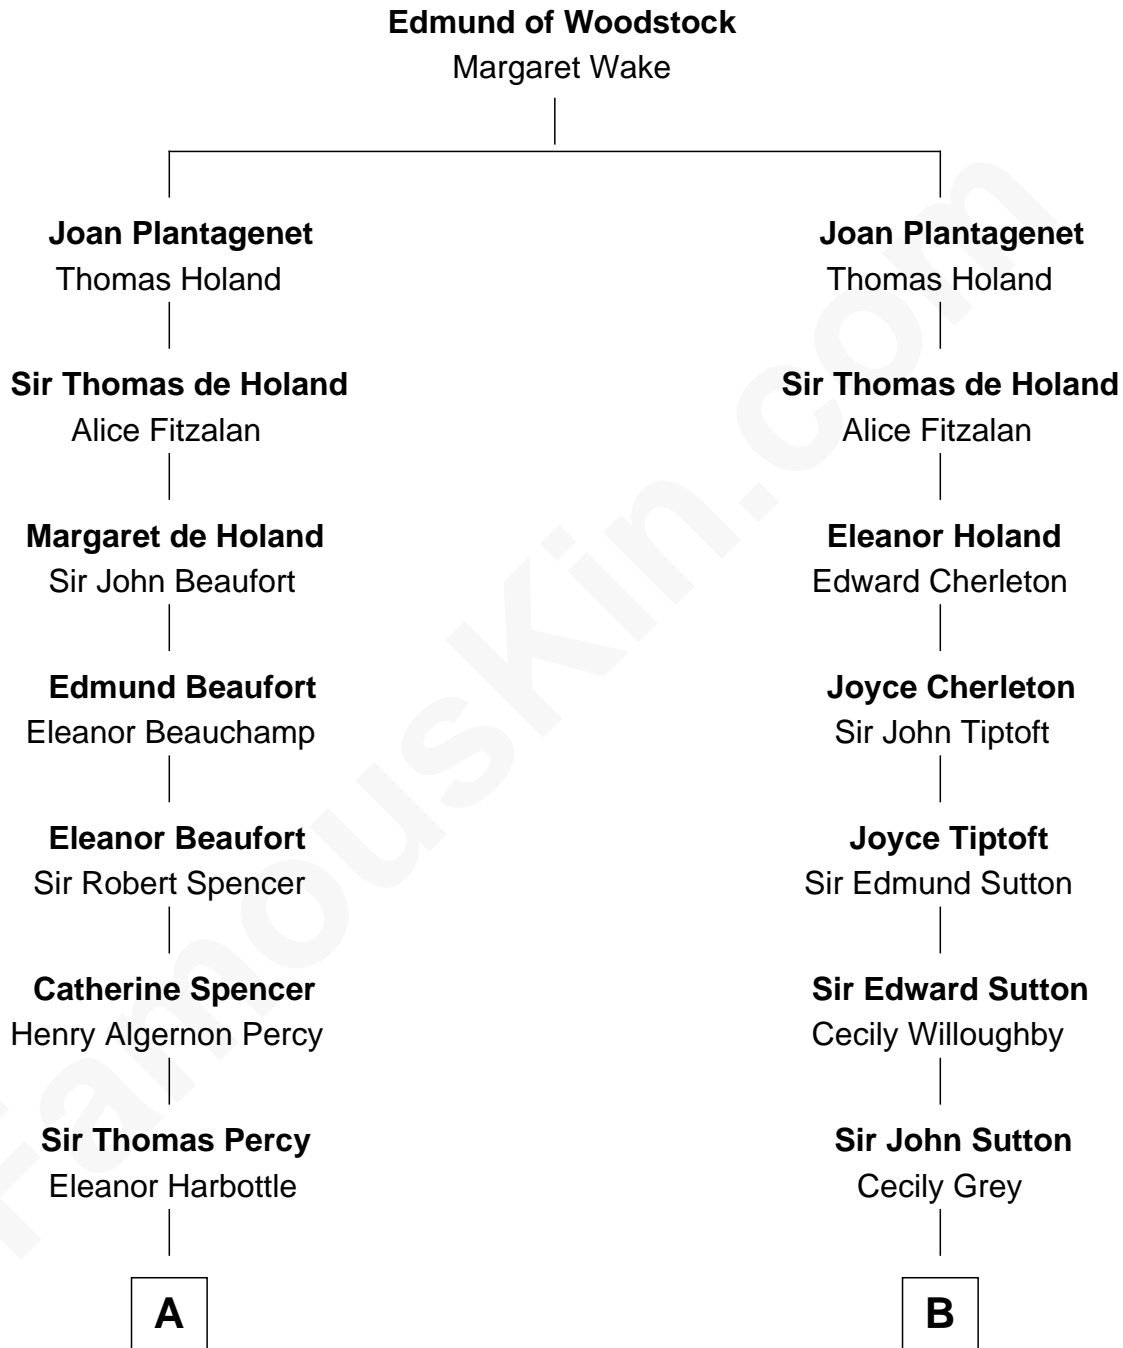 Edmund of Woodstock
Margaret Wake
Joan Plantagenet
Thomas Holand
Sir Thomas de Holand
Alice Fitzalan
Margaret de Holand
Sir John Beaufort
Edmund Beaufort
Eleanor Beauchamp
Eleanor Beaufort
Sir Robert Spencer
Catherine Spencer
Henry Algernon Percy
Sir Thomas Percy
Eleanor Harbottle
A
Joan Plantagenet
Thomas Holand
Sir Thomas de Holand
Alice Fitzalan
Eleanor Holand
Edward Cherleton
Joyce Cherleton
Sir John Tiptoft
Joyce Tiptoft
Sir Edmund Sutton
Sir Edward Sutton
Cecily Willoughby
Sir John Sutton
Cecily Grey
B
FamousKin.com